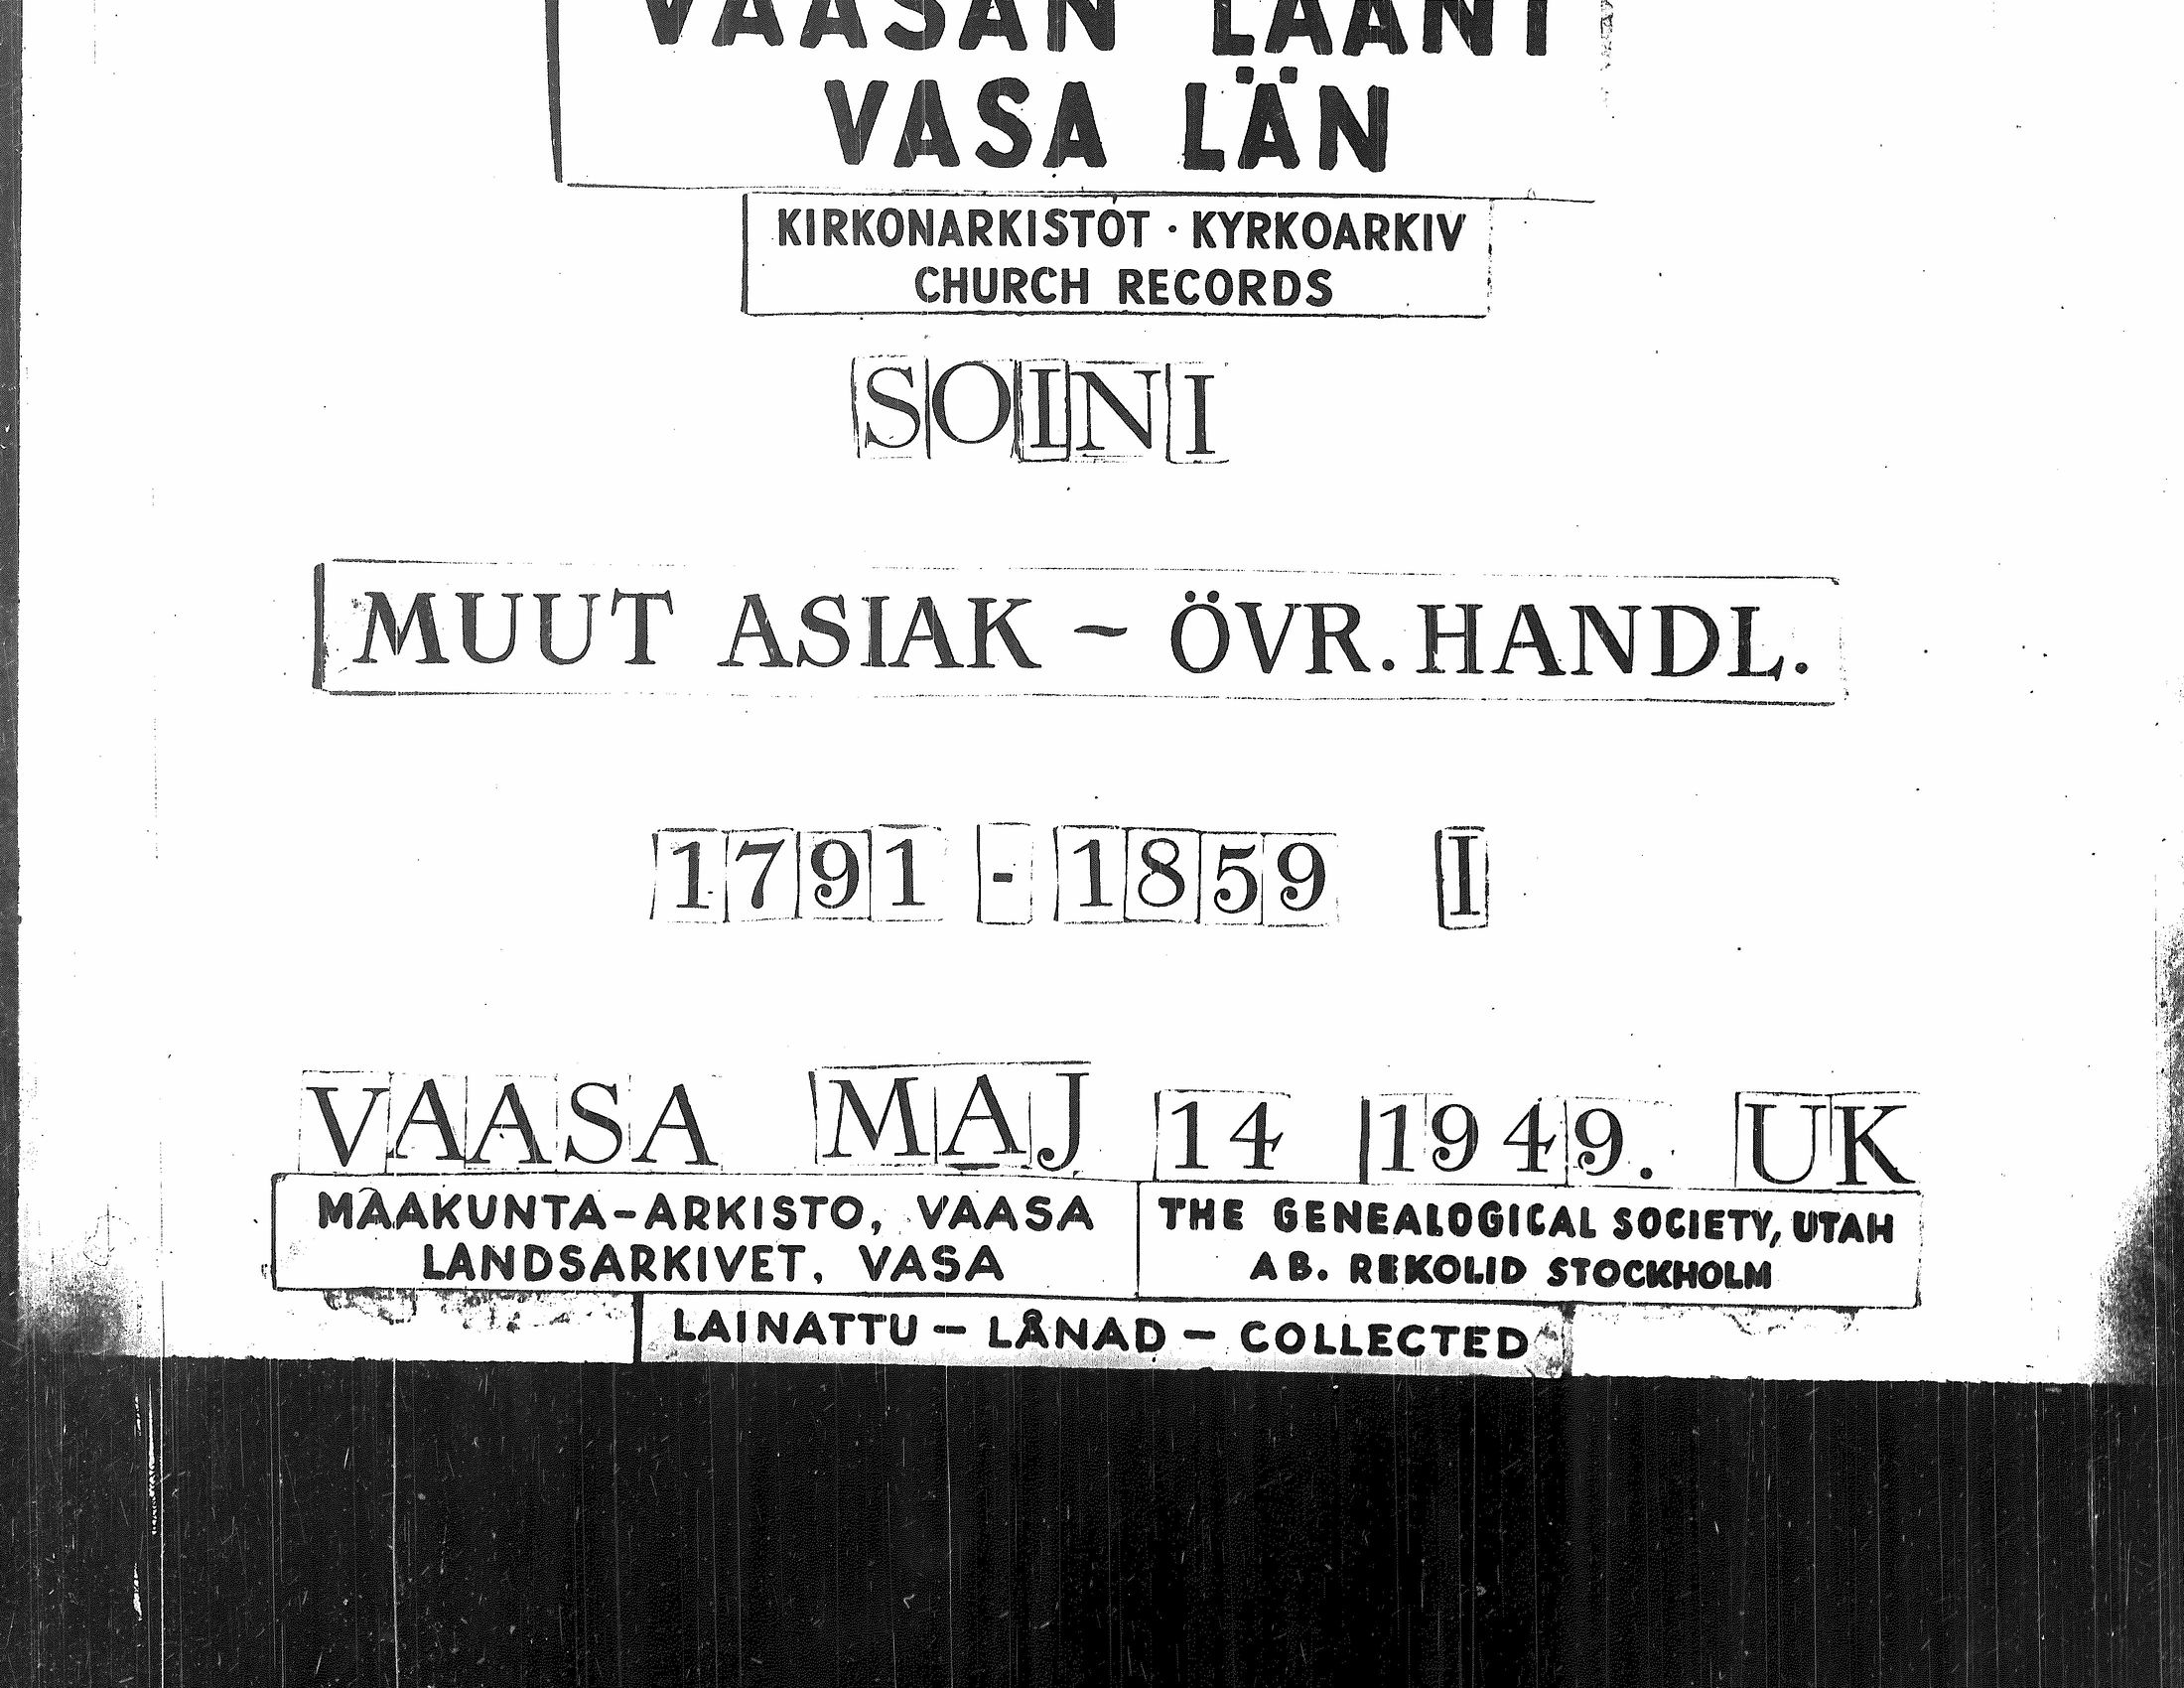 VAASAN LÄÄNI
VASA LÄN
KIRKONARKISTOT · KYRKOARKIV
CHURCH RECORDS
SOINI
MUUT ASIAK ~ ÖVR. HANDL.
1791 - 1859 I
VAASA MAJ 14 1949. UK
MAAKUNTA-ARKISTO, VAASA
LANDSARKIVET, VASA
THE GENEALOGICAL SOCIETY, UTAH
AB. REKOLID STOCKHOLM
LAINATTU - LÅNAD - COLLECTED